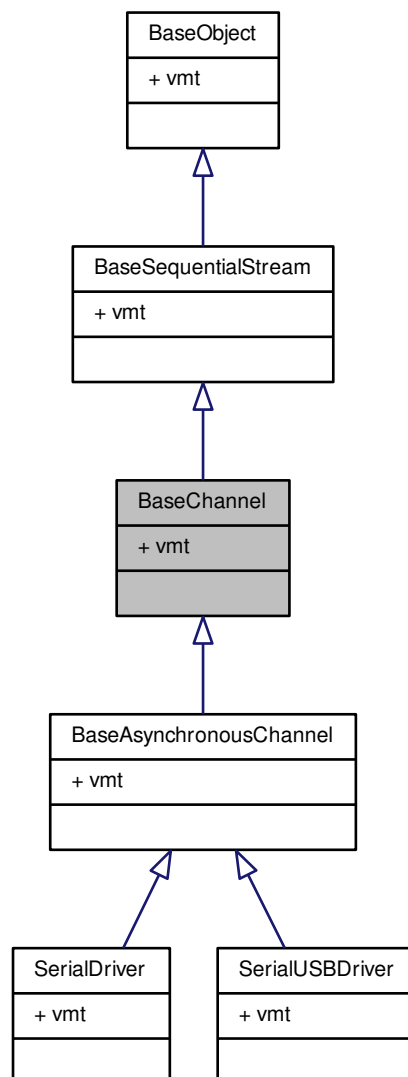 BaseObject
+ vmt
BaseSequentialStream
+ vmt
BaseChannel
+ vmt
BaseAsynchronousChannel
+ vmt
SerialDriver
+ vmt
SerialUSBDriver
+ vmt